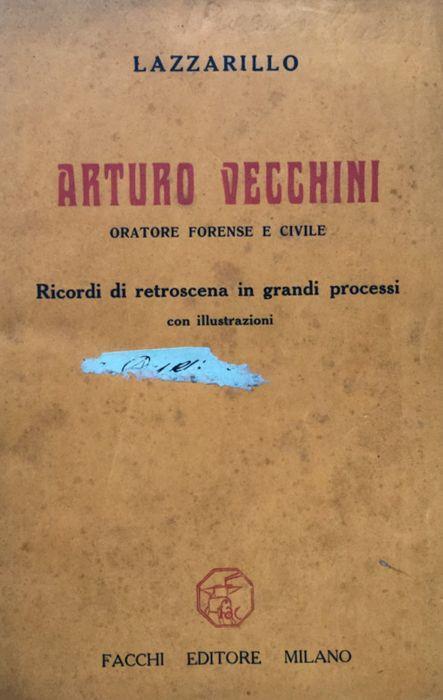 LAZZARILLO
ARTURO VECCHINI
ORATORE FORENSE E CIVILE
Ricordi di retroscena in grandi processi
con illustrazioni
FACCHI EDITORE MILANO